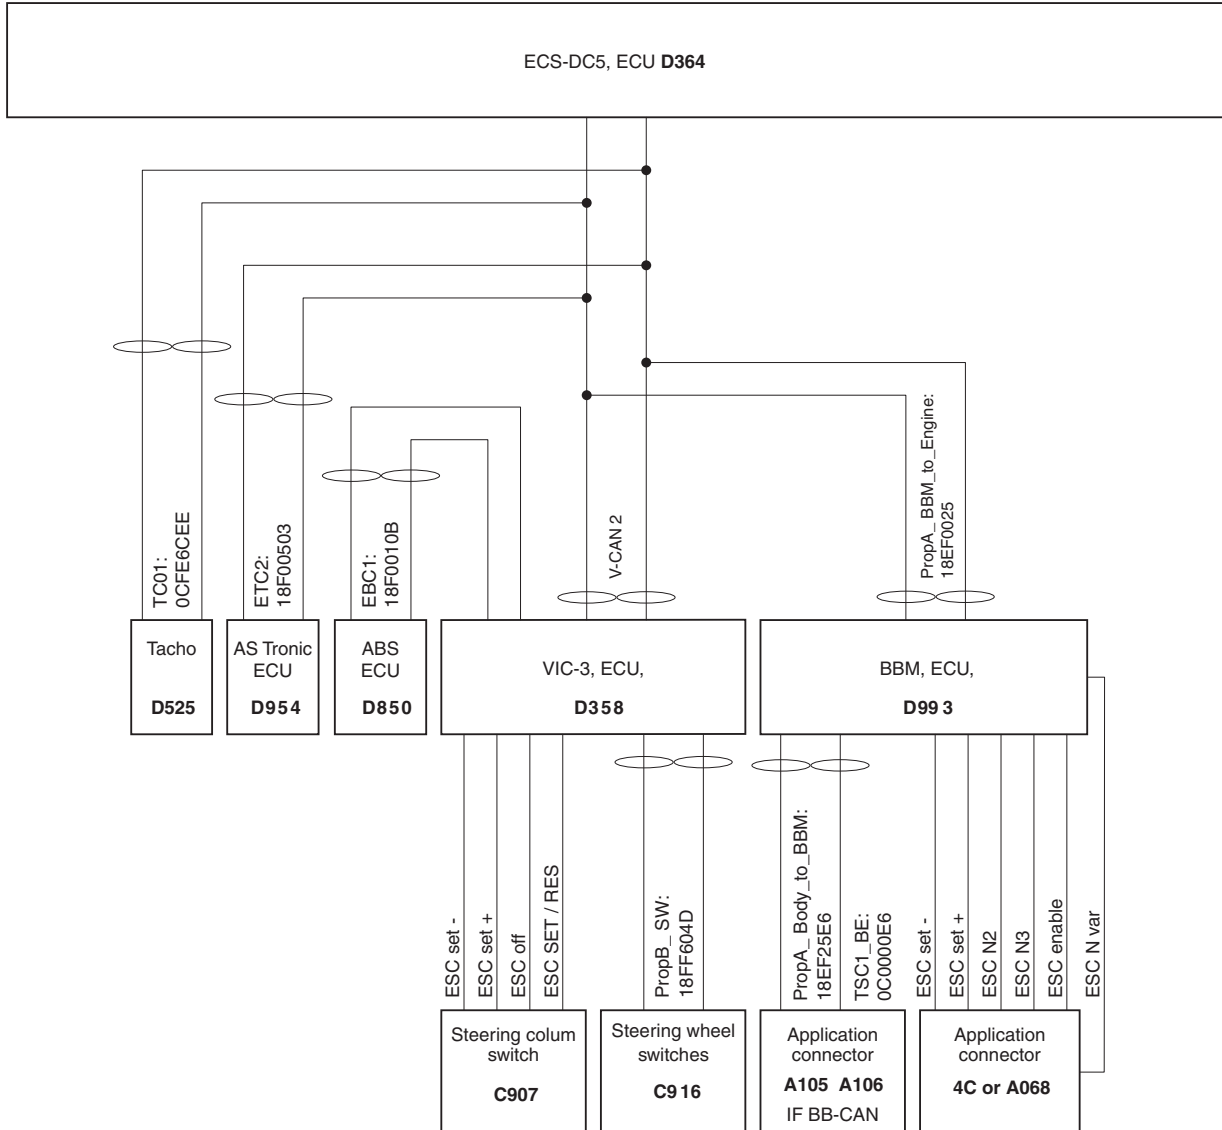 ECS-DC5, ECU D364
TC01:
0CFE6CEE
ETC2:
18F00503
EBC1:
18F0010B
V-CAN 2
PropA_ BBM_to_Engine:
18EF0025
Tacho
D525
AS Tronic
ECU
D954
ABS
ECU
D850
VIC-3, ECU,
D358
BBM, ECU,
D993
ESC set -
ESC set +
ESC off
ESC SET / RES
PropB_ SW:
18FF604D
PropA_ Body_to_BBM:
18EF25E6
TSC1_BE:
0C0000E6
ESC set -
ESC set +
ESC N2
ESC N3
ESC enable
ESC N var
Steering colum
switch
C907
Steering wheel
switches
C916
Application
connector
A105 A106
IF BB-CAN
Application
connector
4C or A068